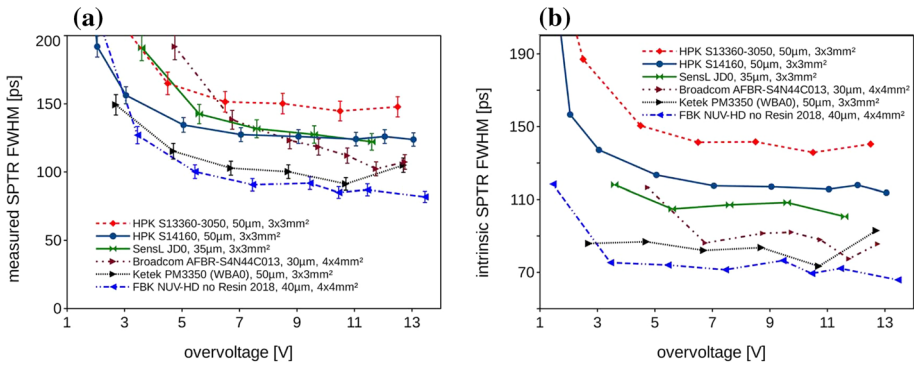 (a)
200
150
100
50
0
measured SPTR FWHM [ps]
HPK S13360-3050, 50µm, 3x3mm²
HPK S14160, 50µm, 3x3mm²
SensL JD0, 35µm, 3x3mm²
Broadcom AFBR-S4N44C013, 30µm, 4x4mm²
Ketek PM3350 (WBA0), 50µm, 3x3mm²
FBK NUV-HD no Resin 2018, 40µm, 4x4mm²
1 3 5 7 9 11 13
overvoltage [V]
(b)
190
150
110
70
intrinsic SPTR FWHM [ps]
HPK S13360-3050, 50µm, 3x3mm²
HPK S14160, 50µm, 3x3mm²
SensL JD0, 35µm, 3x3mm²
Broadcom AFBR-S4N44C013, 30µm, 4x4mm²
Ketek PM3350 (WBA0), 50µm, 3x3mm²
FBK NUV-HD no Resin 2018, 40µm, 4x4mm²
1 3 5 7 9 11 13
overvoltage [V]